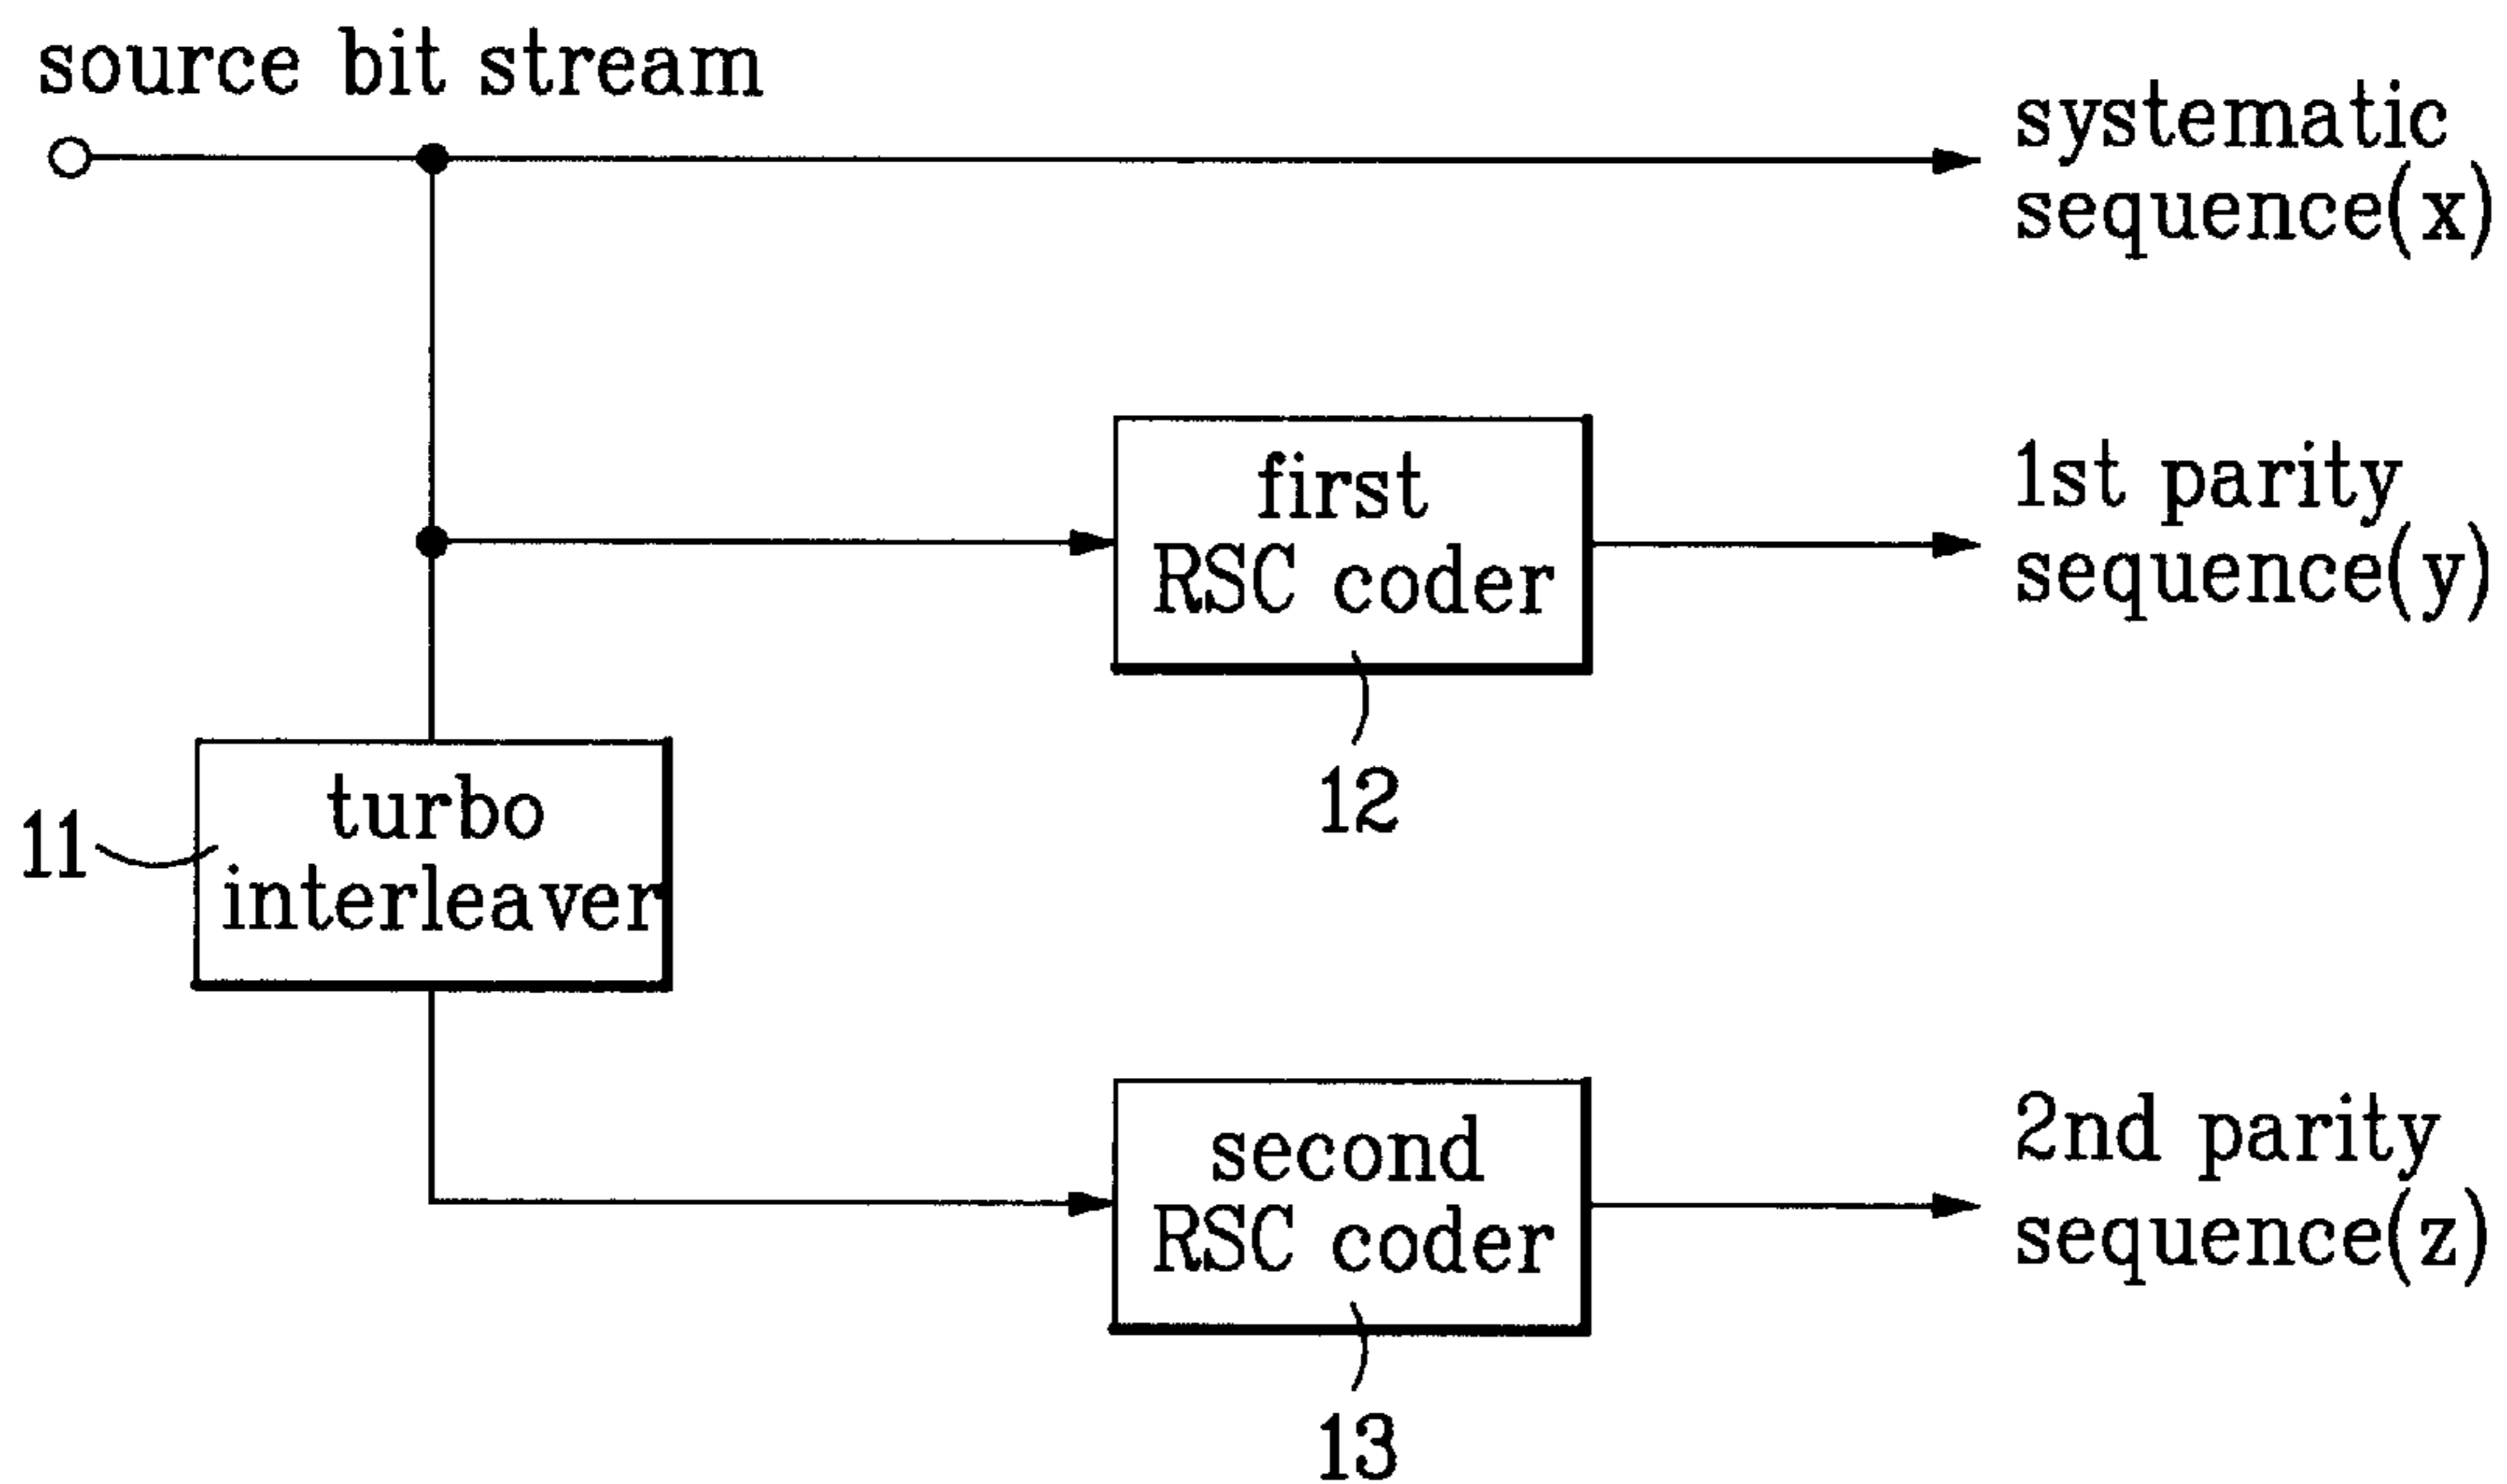 source bit stream
systematic
sequence(x)
first
RSC coder
1st parity
sequence(y)
12
turbo
interleaver
11
second
RSC coder
2nd parity
sequence(z)
13